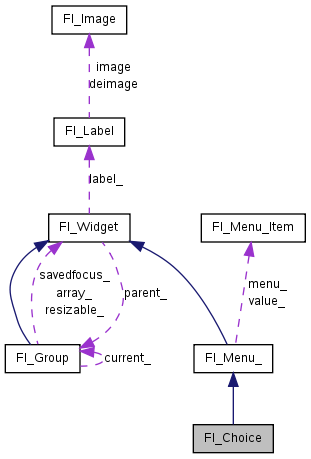 Fl_Image
image
deimage
Fl_Label
label_
Fl_Widget
Fl_Menu_Item
savedfocus_
array_
resizable_
parent_
menu_
value_
Fl_Group
current_
Fl_Menu_
Fl_Choice